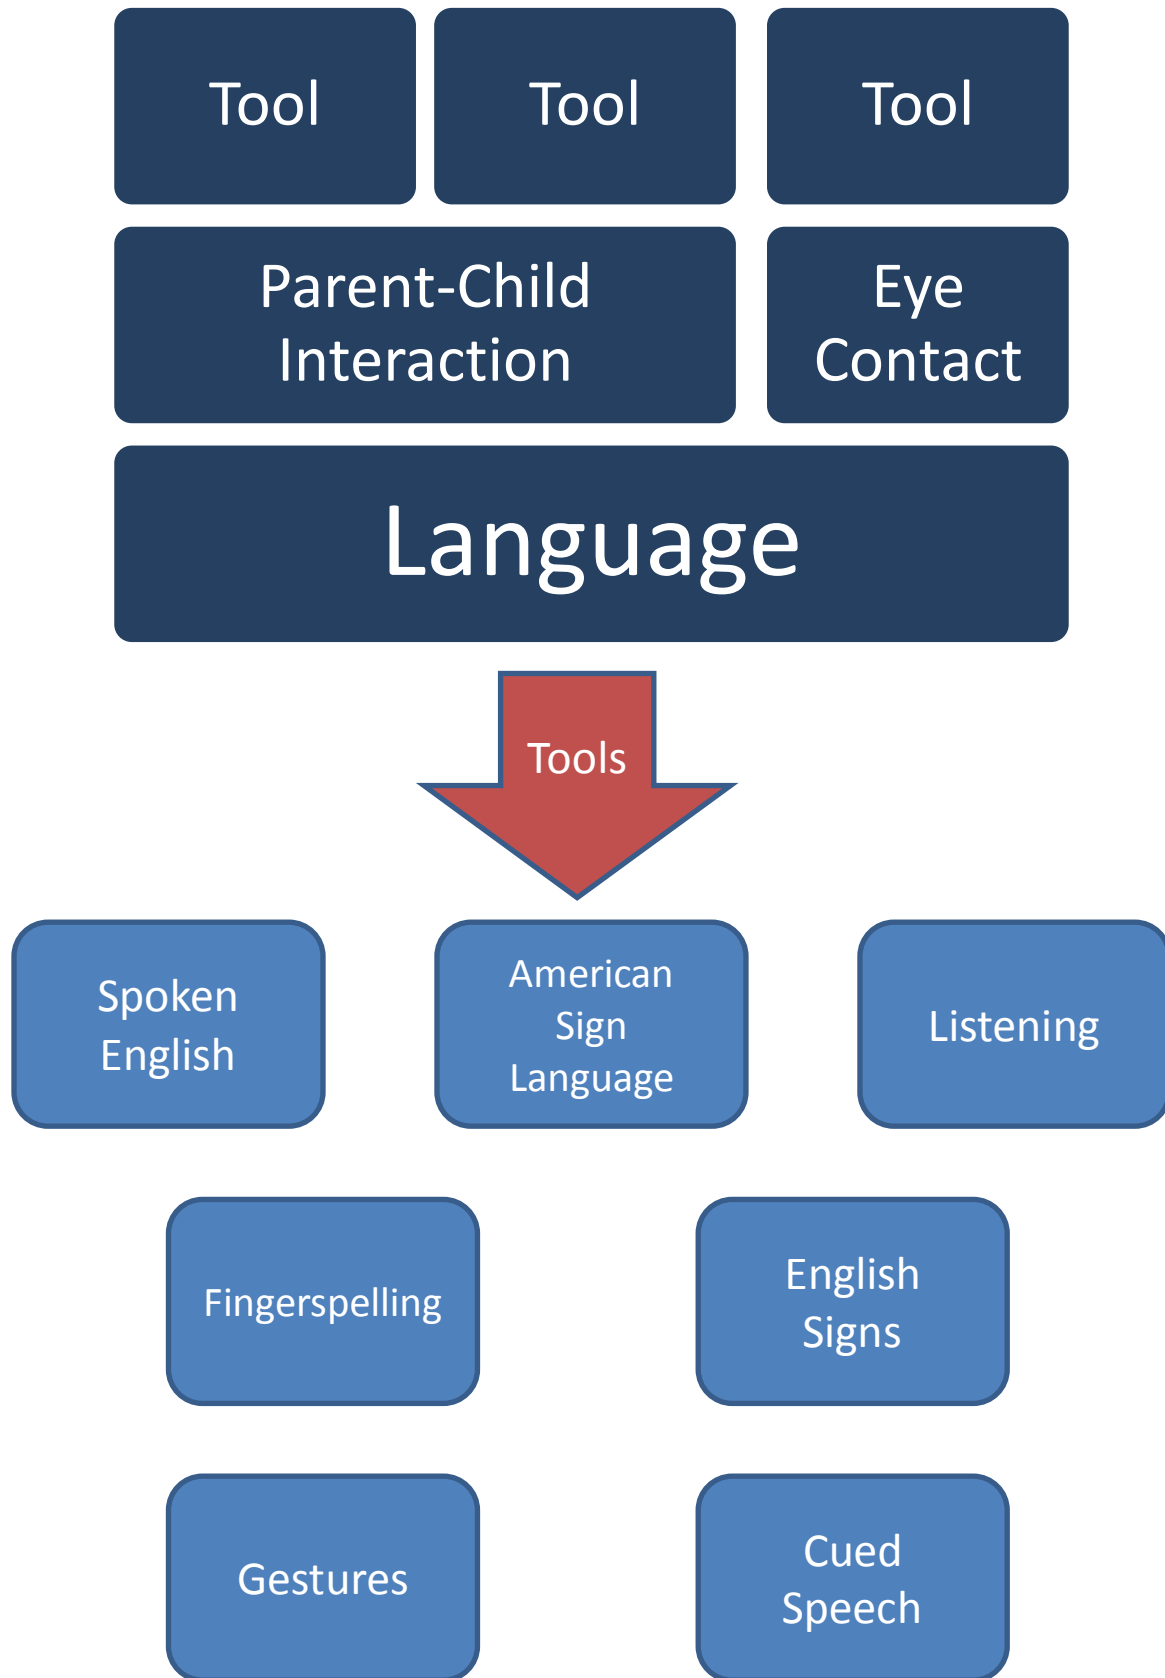 Tool
Tool
Tool
Parent-Child
Interaction
Eye
Contact
Language
Tools
Spoken
English
American
Sign
Language
Listening
Fingerspelling
English
Signs
Gestures
Cued
Speech